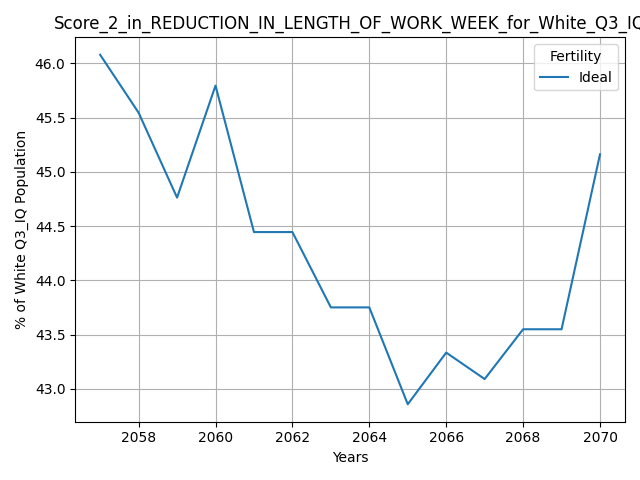 Score_2_in_REDUCTION_IN_LENGTH_OF_WORK_WEEK_for_White_Q3_IQ
Fertility
Ideal
46.0
45.5
45.0
44.5
44.0
43.5
43.0
% of White Q3_IQ Population
2058 2060 2062 2064 2066 2068 2070
Years